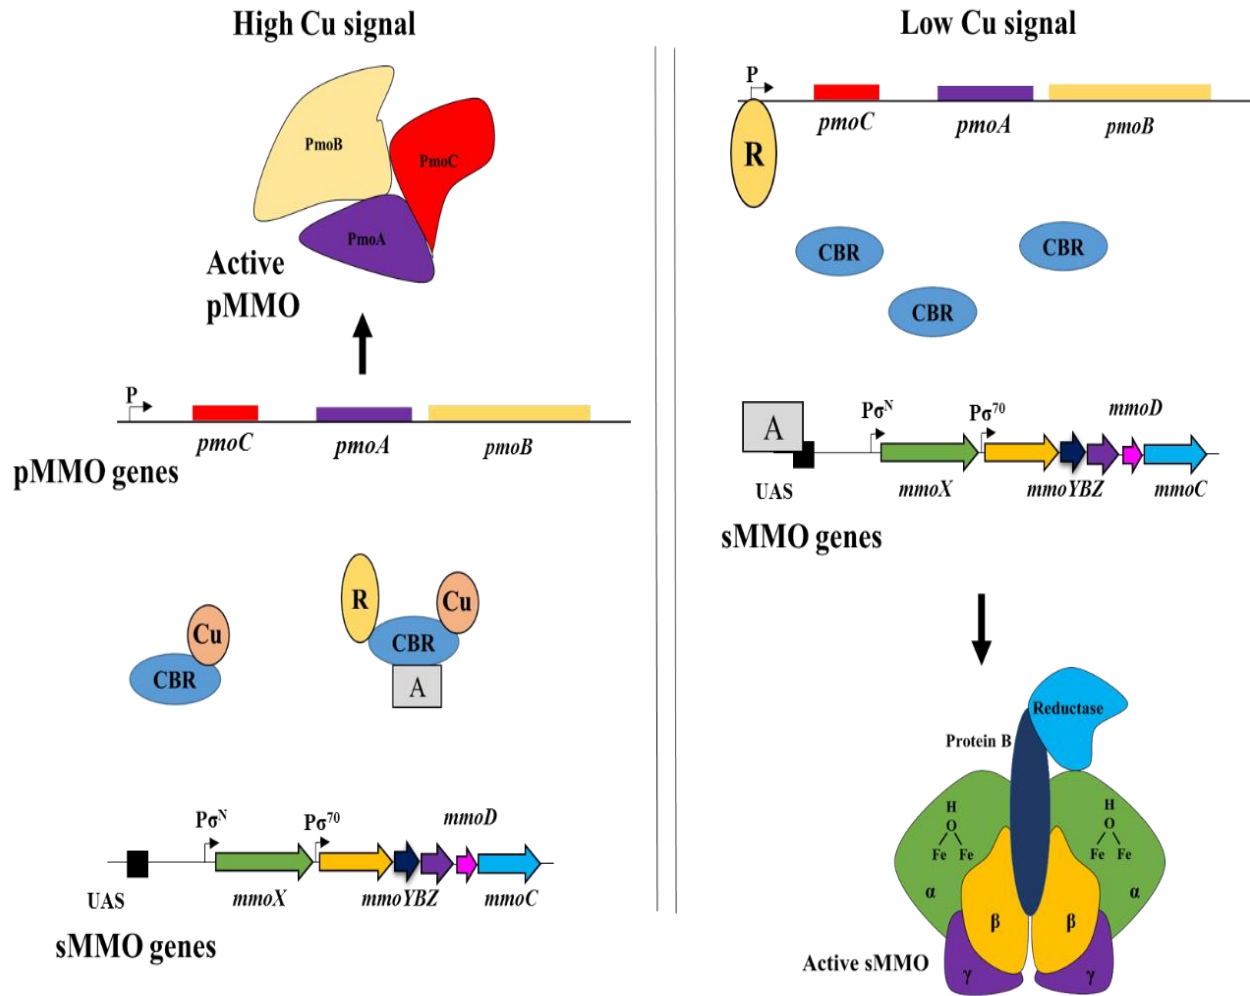 High Cu signal
PmoB
PmoC
PmoA
Active
pMMO
P
pmoC pmoA pmoB
pMMO genes
R
Cu
CBR
A
Cu
CBR
Pσᴺ Pσ⁷⁰ mmoD
UAS mmoX mmoYBZ mmoC
sMMO genes
Low Cu signal
P
pmoC pmoA pmoB
R
CBR
CBR
CBR
A
Pσᴺ Pσ⁷⁰ mmoD
UAS mmoX mmoYBZ mmoC
sMMO genes
Reductase
Protein B
H H
O O
Fe Fe Fe Fe
α α
β β
γ γ
Active sMMO